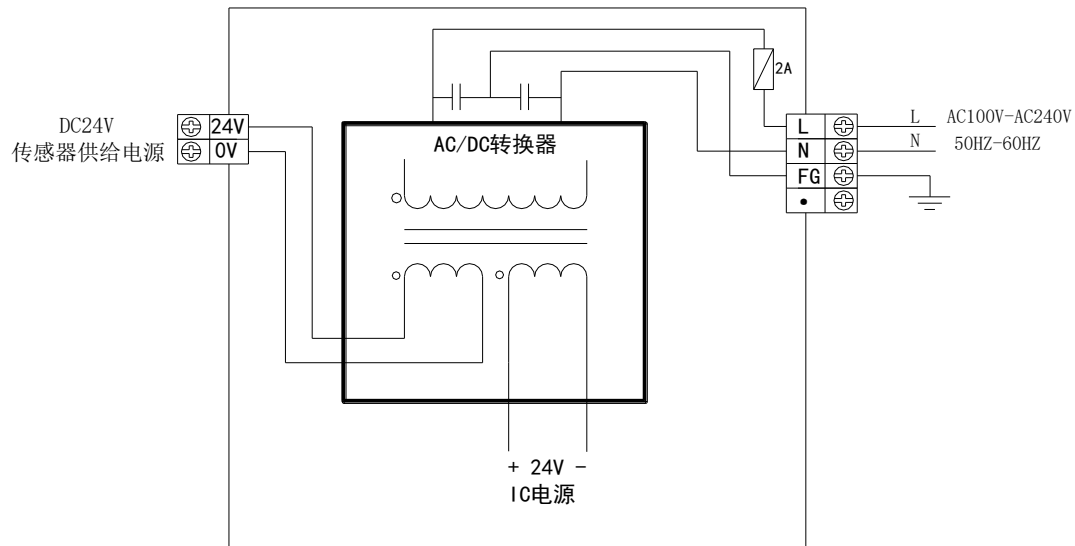 2A
DC24V
传感器供给电源
24V
0V
AC/DC转换器
L
N
FG
L
N
AC100V-AC240V
50HZ-60HZ
+ 24V -
IC电源